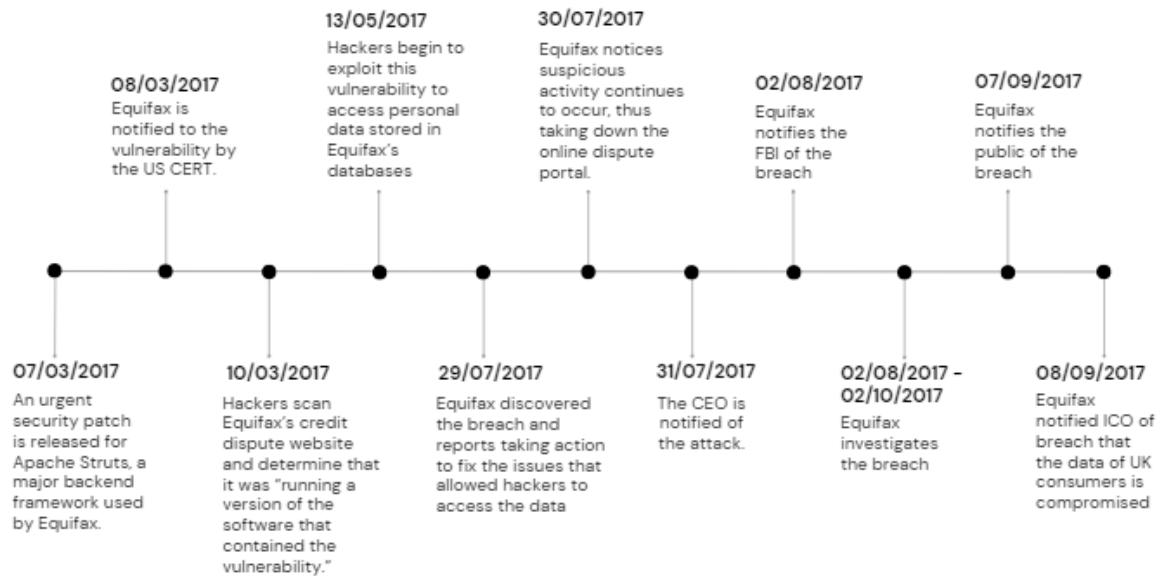 07/03/2017
An urgent
security patch
is released for
Apache Struts, a
major backend
framework used
by Equifax.
08/03/2017
Equifax is
notified to the
vulnerability by
the US CERT.
10/03/2017
Hackers scan
Equifax's credit
dispute website
and determine that
it was "running a
version of the
software that
contained the
vulnerability."
13/05/2017
Hackers begin to
exploit this
vulnerability to
access personal
data stored in
Equifax's
databases
29/07/2017
Equifax discovered
the breach and
reports taking action
to fix the issues that
allowed hackers to
access the data
30/07/2017
Equifax notices
suspicious
activity continues
to occur, thus
taking down the
online dispute
portal.
31/07/2017
The CEO is
notified of
the attack.
02/08/2017
Equifax
notifies the
FBI of the
breach
02/08/2017 -
02/10/2017
Equifax
investigates
the breach
07/09/2017
Equifax
notifies the
public of the
breach
08/09/2017
Equifax
notified ICO of
breach that
the data of UK
consumers is
compromised